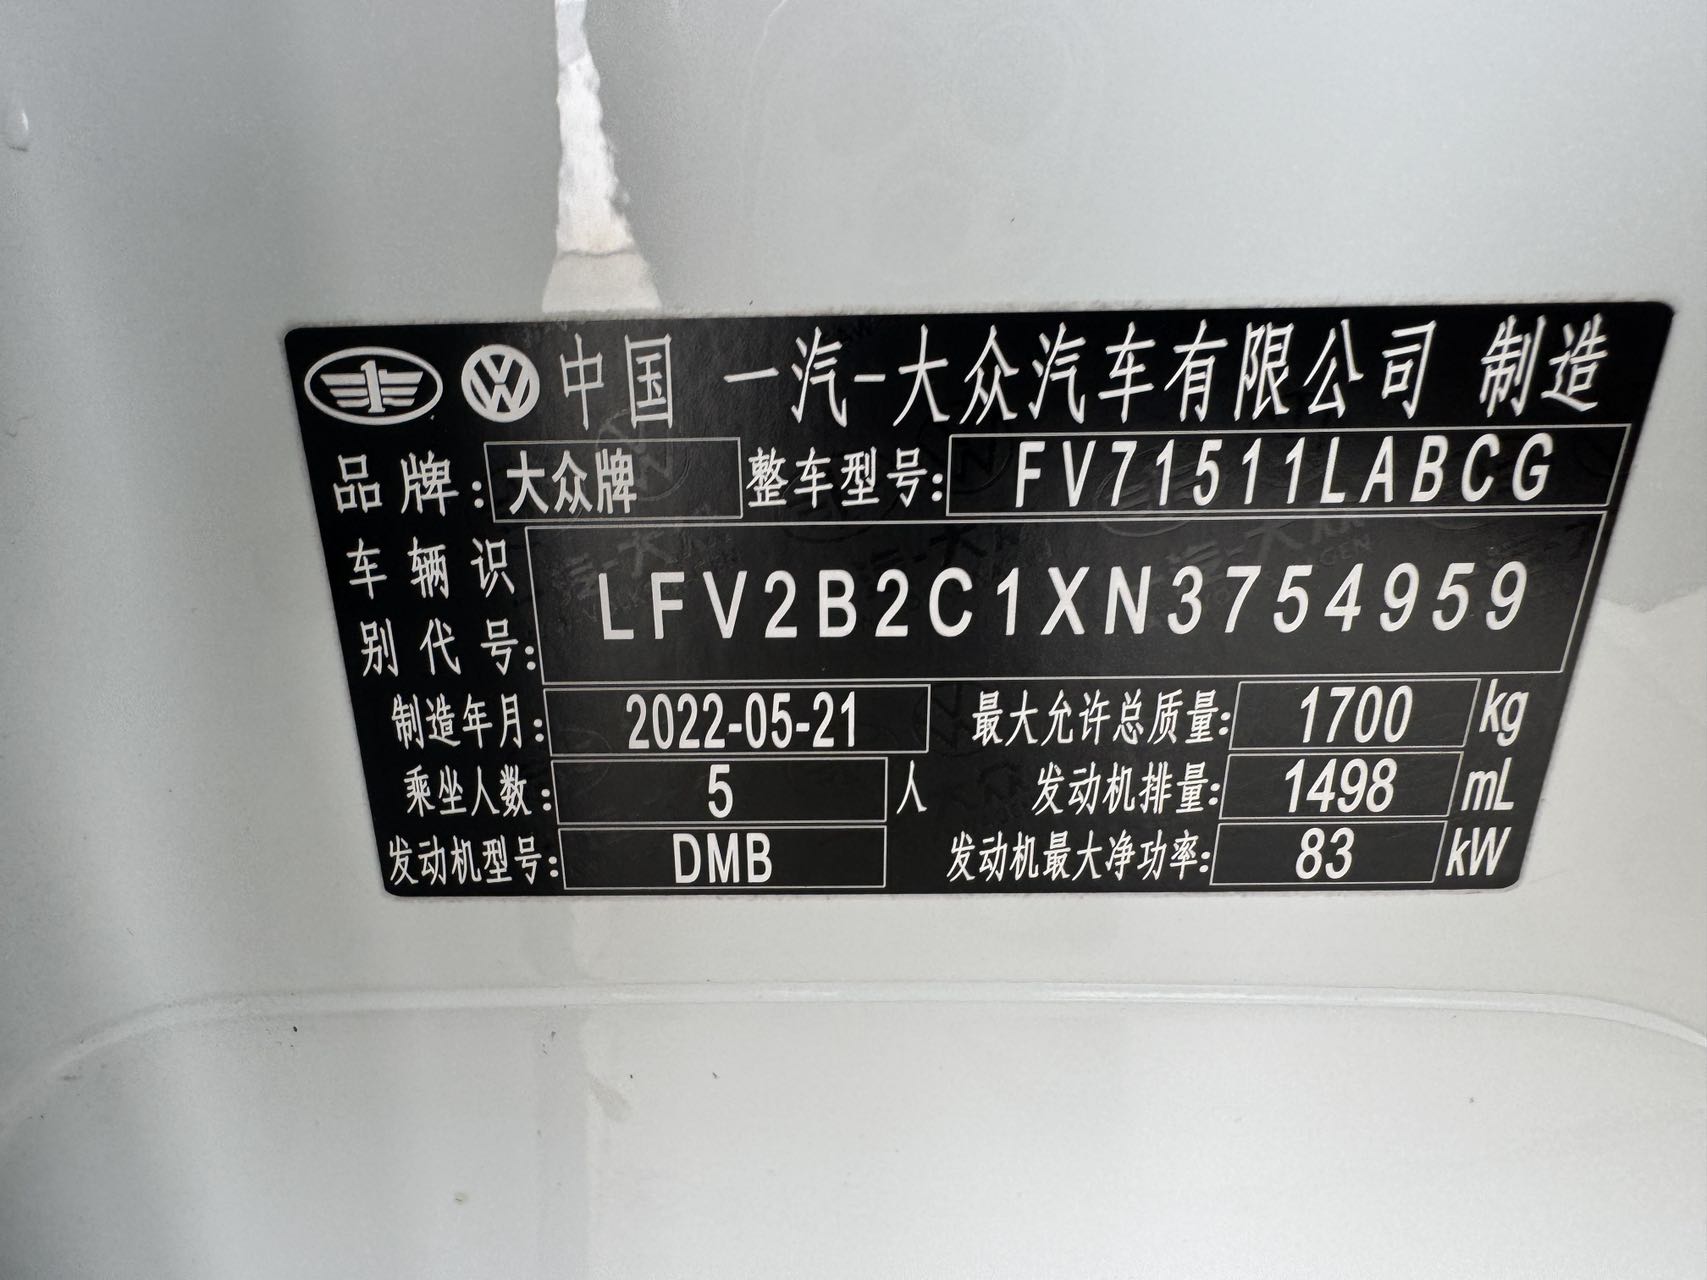 中国 一汽-大众汽车有限公司 制造
品牌: 大众牌 整车型号: FV71511LABCG
车辆识别代号: LFV2B2C1XN3754959
制造年月: 2022-05-21 最大允许总质量: 1700 kg
乘坐人数: 5 人 发动机排量: 1498 mL
发动机型号: DMB 发动机最大净功率: 83 kW